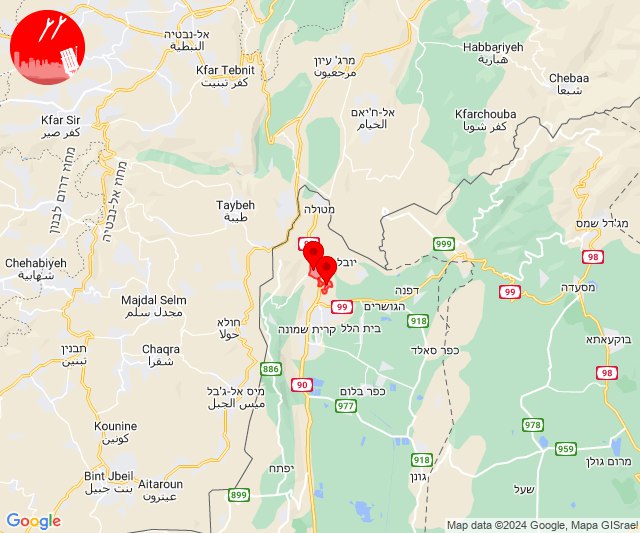 אל-נבטיה
النبطية
Habbariyeh
هبارية
מרג' עיון
مرجعيون
Kfar Tebnit
كفر تبنيت
Chebaa
شبعا
Kfar Sir
كفر صير
אל-ח'יאם
الخيام
Kfarchouba
كفر شوبا
מחוז דרום לבנון
מחוז אל-נבטיה
Taybeh
طيبة
מטולה
מג'דל שמס
999
98
Chehabiyeh
شهابية
יובל
99
מסעדה
Majdal Selm
مجدل سلم
דפנה
99
הגושרים
חולא
حولا
קרית שמונה
בית הלל
918
תבנין
تبنين
Chaqra
شقرا
כפר סאלד
בוקעאתא
886
98
90
מיס אל-ג'בל
ميس الجبل
כפר בלום
977
Kounine
كونين
978
959
918
מרום גולן
Bint Jbeil
بنت جبيل
Aitaroun
عيترون
יפתח
גונן
שעל
899
Google
Map data ©2024 Google, Mapa GISrael